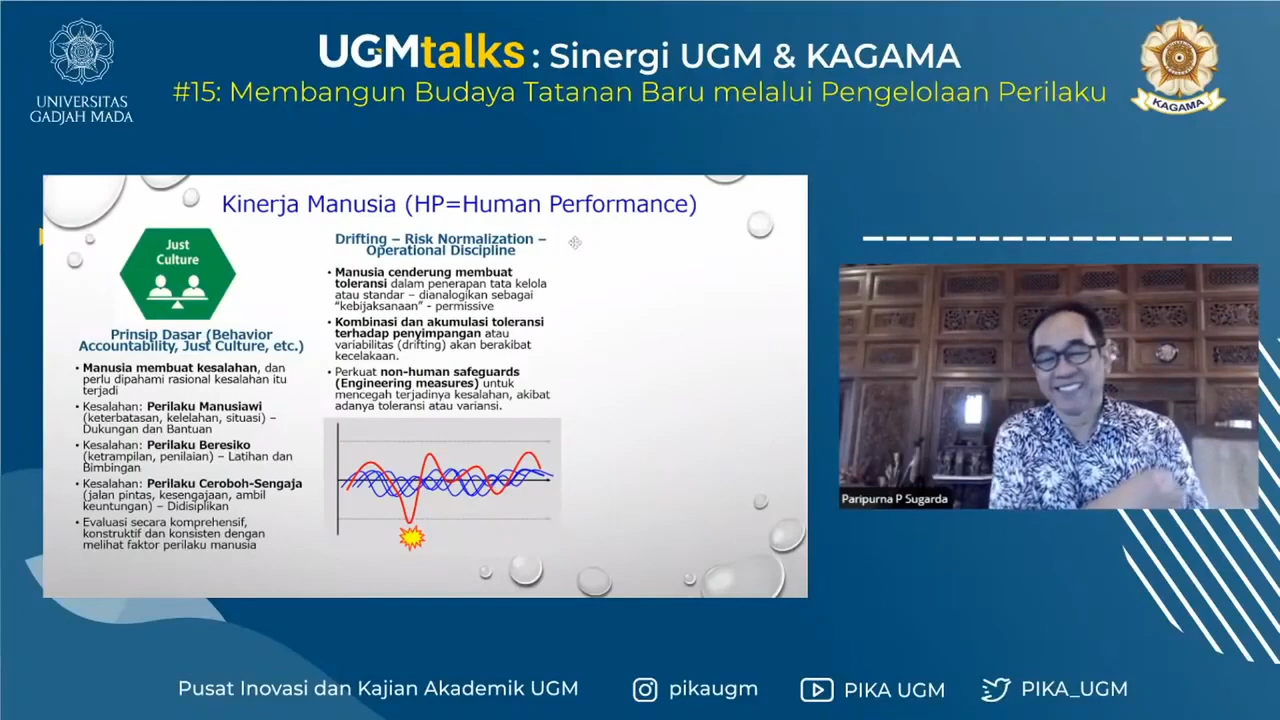 UNIVERSITAS
GADJAH MADA
UGMtalks : Sinergi UGM & KAGAMA
#15: Membangun Budaya Tatanan Baru melalui Pengelolaan Perilaku
KAGAMA
Kinerja Manusia (HP=Human Performance)
Just
Culture
Prinsip Dasar (Behavior
Accountability, Just Culture, etc.)
• Manusia membuat kesalahan, dan
perlu dipahami rasional kesalahan itu
terjadi
• Kesalahan: Perilaku Manusiawi
(keterbatasan, kelelahan, situasi) –
Dukungan dan Bantuan
• Kesalahan: Perilaku Beresiko
(ketrampilan, penilaian) – Latihan dan
Bimbingan
• Kesalahan: Perilaku Ceroboh-Sengaja
(jalan pintas, kesengajaan, ambil
keuntungan) – Didisiplikan
• Evaluasi secara komprehensif,
konstruktif dan konsisten dengan
melihat faktor perilaku manusia
Drifting – Risk Normalization –
Operational Discipline
• Manusia cenderung membuat
toleransi dalam penerapan tata kelola
atau standar – dianalogikan sebagai
“kebijaksanaan” - permissive
• Kombinasi dan akumulasi toleransi
terhadap penyimpangan atau
variabilitas (drifting) akan berakibat
kecelakaan.
• Perkuat non-human safeguards
(Engineering measures) untuk
mencegah terjadinya kesalahan, akibat
adanya toleransi atau variansi.
Paripurna P Sugarda
Pusat Inovasi dan Kajian Akademik UGM
pikaugm
PIKA UGM
PIKA_UGM